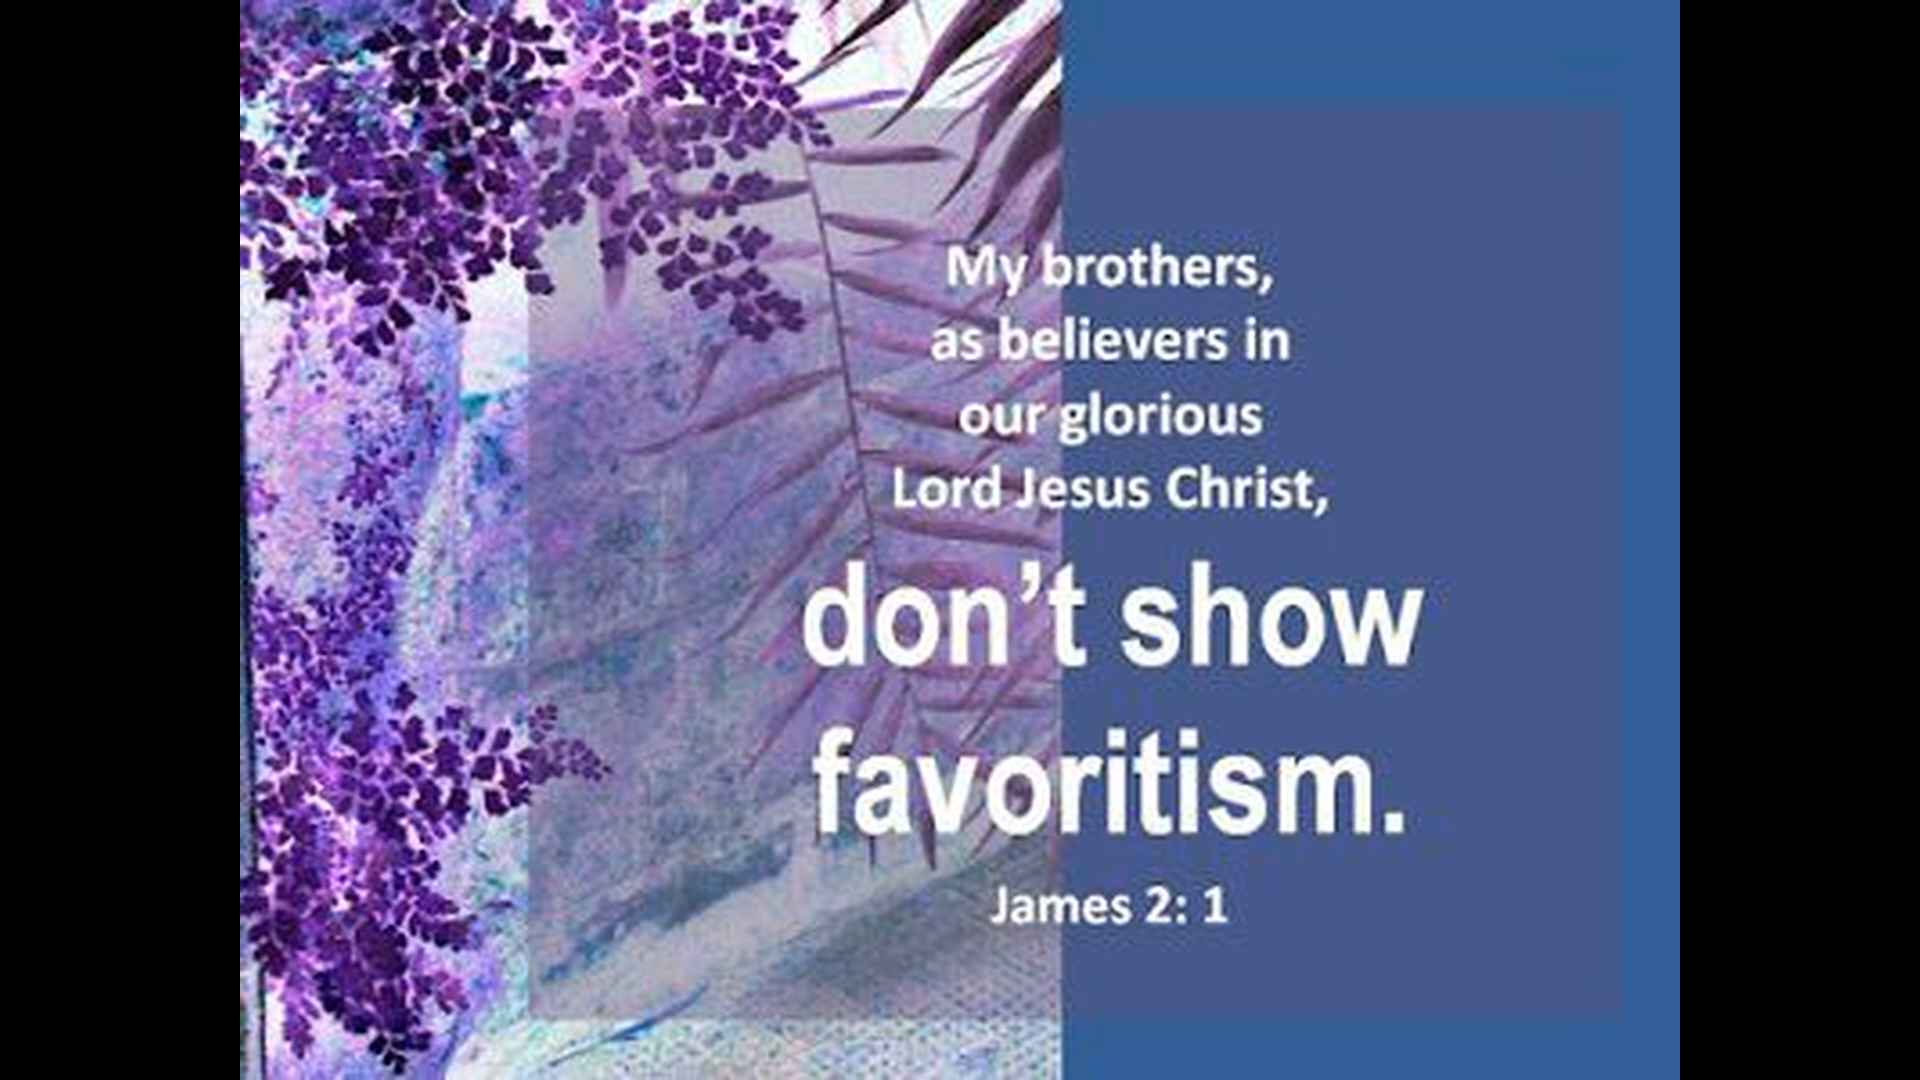 My brothers,
as believers in
our glorious
Lord Jesus Christ,
don’t show
favoritism.
James 2: 1